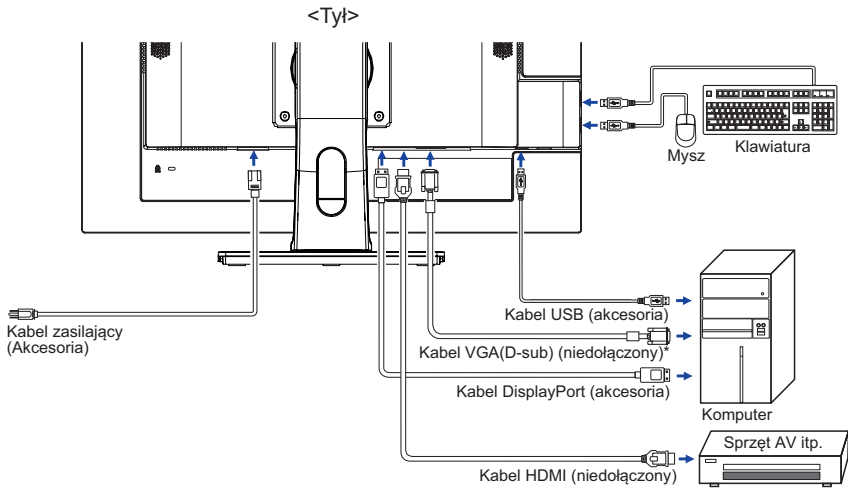 <Tył>
Mysz
Klawiatura
Kabel zasilający
(Akcesoria)
Kabel USB (akcesoria)
Kabel VGA(D-sub) (niedołączony)*
Kabel DisplayPort (akcesoria)
Komputer
Sprzęt AV itp.
Kabel HDMI (niedołączony)